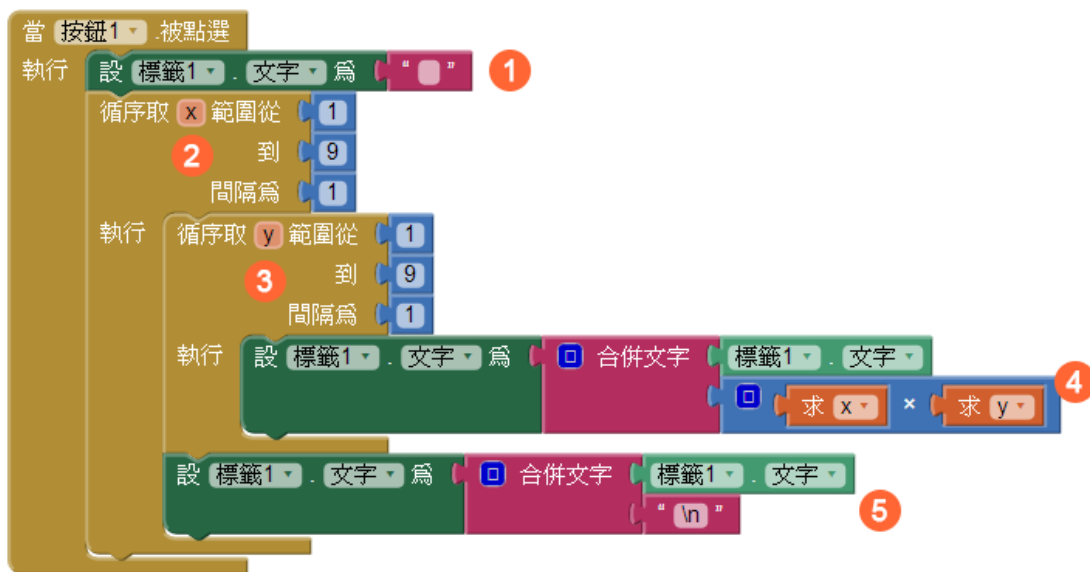 當 按鈕1 .被點選
執行 設 標籤1 . 文字 為 “ ” 1
循序取 x 範圍從 1
2 到 9
間隔為 1
執行 循序取 y 範圍從 1
3 到 9
間隔為 1
執行 設 標籤1 . 文字 為 合併文字 標籤1 . 文字
求 x × 求 y 4
設 標籤1 . 文字 為 合併文字 標籤1 . 文字
“ \n ” 5